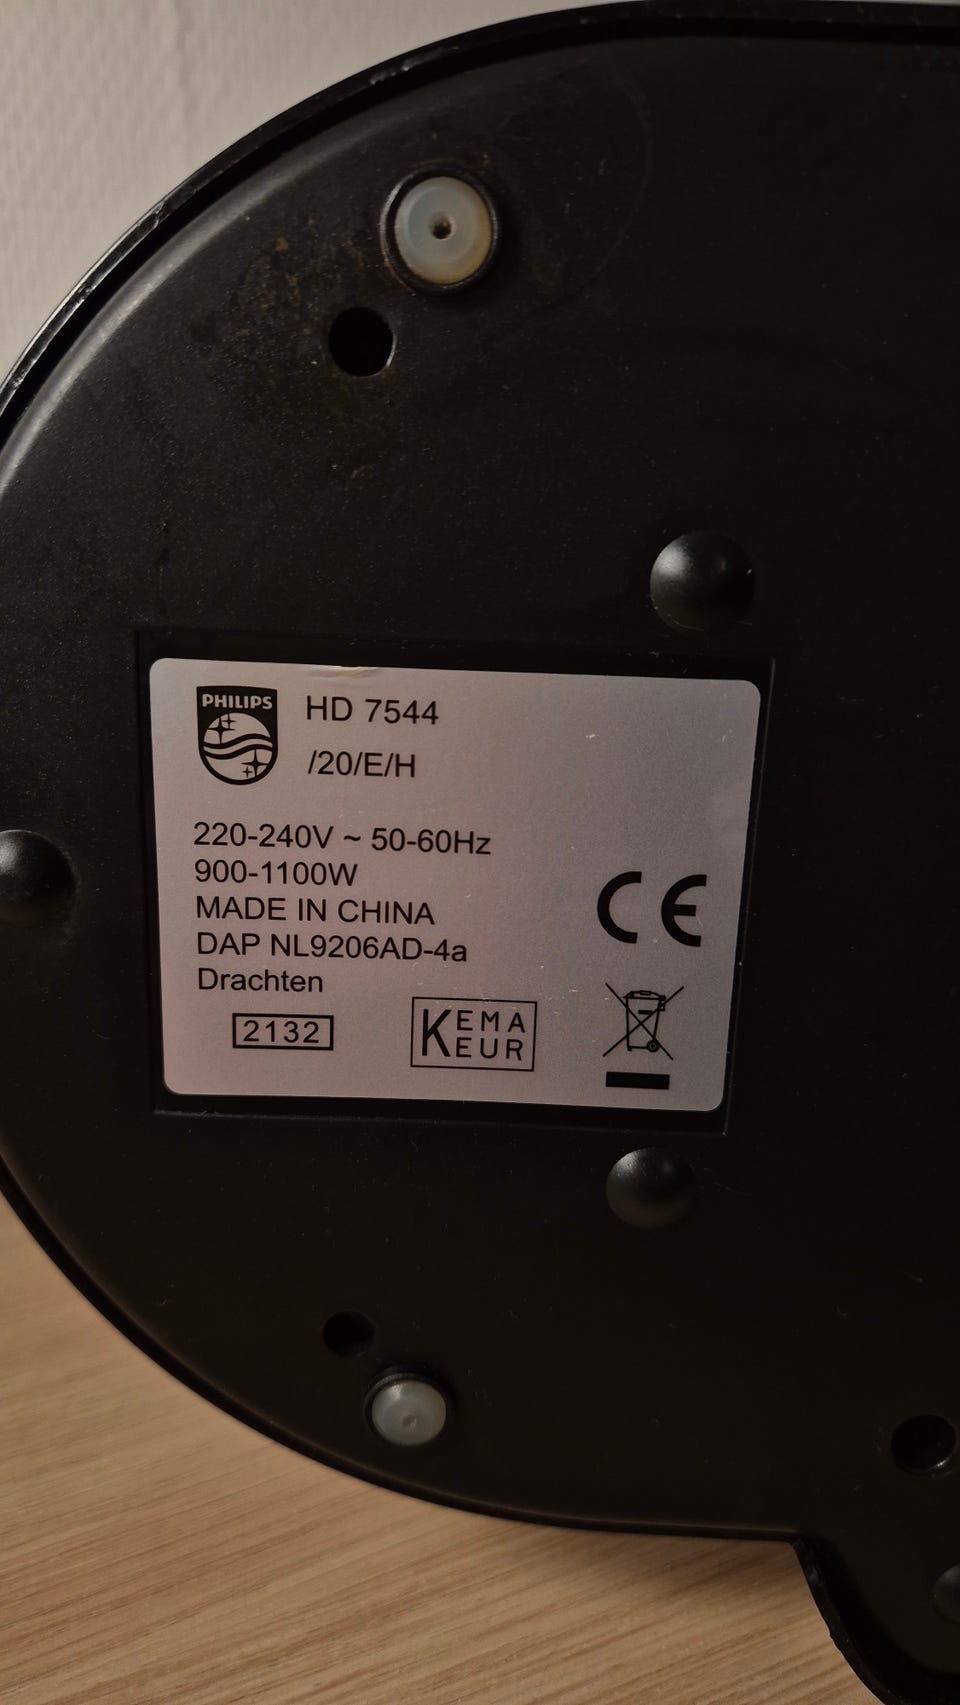 PHILIPS
HD 7544
/20/E/H
220-240V ~ 50-60Hz
900-1100W
MADE IN CHINA
DAP NL9206AD-4a
Drachten
2132
KEMA
KEUR
CE